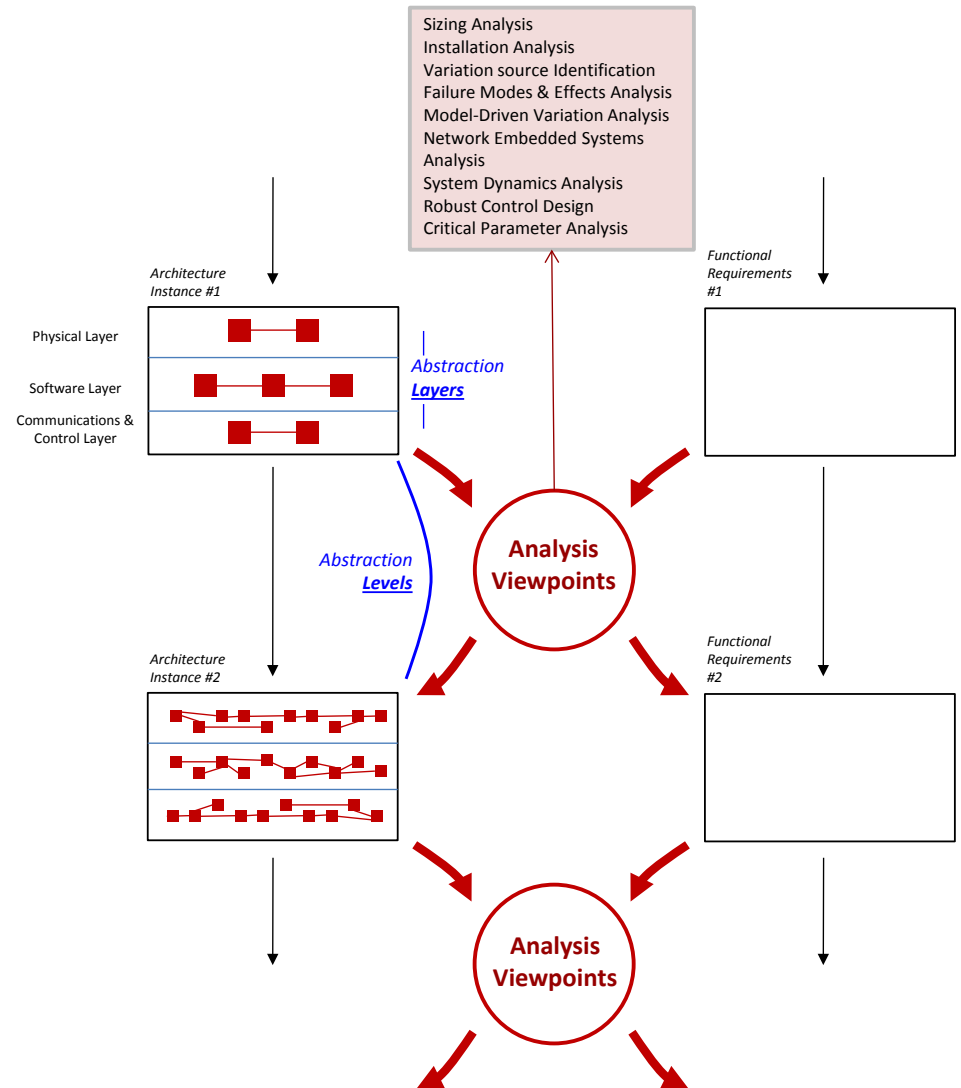 Sizing Analysis
Installation Analysis
Variation source Identification
Failure Modes & Effects Analysis
Model-Driven Variation Analysis
Network Embedded Systems
Analysis
System Dynamics Analysis
Robust Control Design
Critical Parameter Analysis
Architecture
Instance #1
Functional
Requirements
#1
Physical Layer
Software Layer
Communications &
Control Layer
Abstraction
Layers
Analysis
Viewpoints
Abstraction
Levels
Architecture
Instance #2
Functional
Requirements
#2
Analysis
Viewpoints